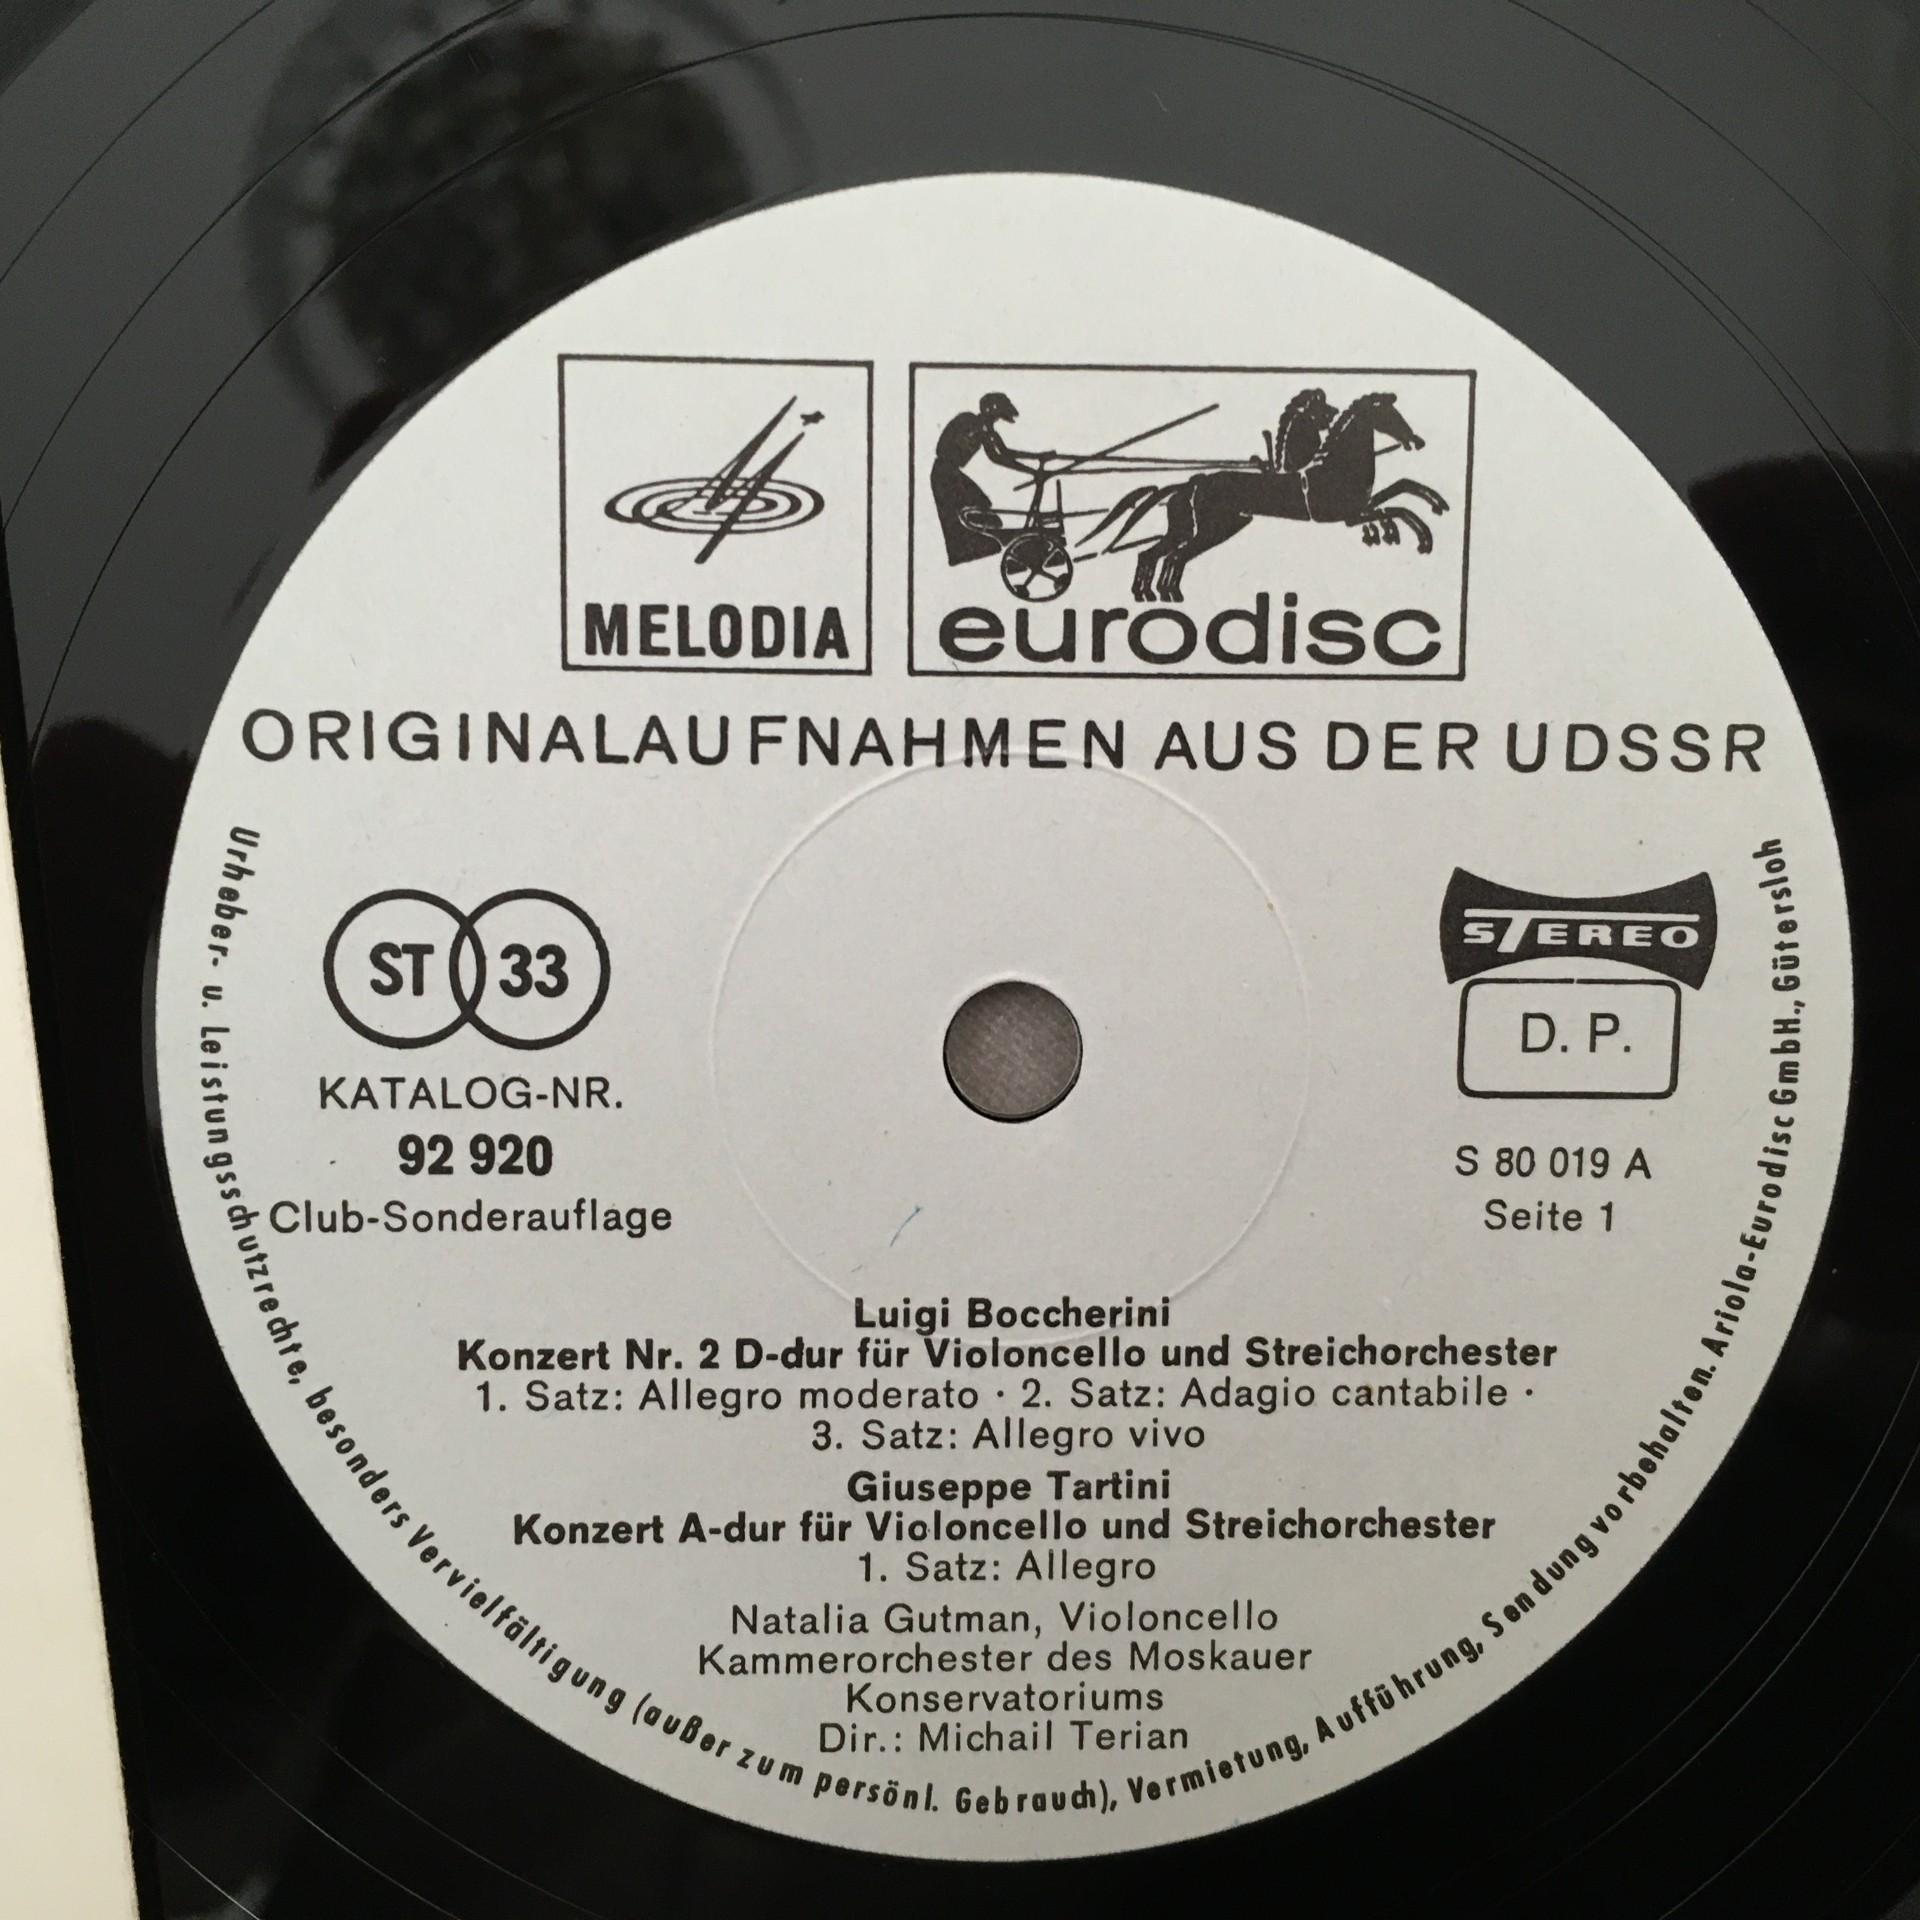 MELODIA
eurodisc
ORIGINALAUFNAHMEN AUS DER UDSSR
ST 33
KATALOG-NR.
92 920
Club-Sonderauflage
STEREO
D. P.
S 80 019 A
Seite 1
Luigi Boccherini
Konzert Nr. 2 D-dur für Violoncello und Streichorchester
1. Satz: Allegro moderato · 2. Satz: Adagio cantabile ·
3. Satz: Allegro vivo
Giuseppe Tartini
Konzert A-dur für Violoncello und Streichorchester
1. Satz: Allegro
Natalia Gutman, Violoncello
Kammerorchester des Moskauer
Konservatoriums
Dir.: Michail Terian
Urheber- u. Leistungsschutzrechte, besonders Vervielfältigung (außer zum persönl. Gebrauch), Vermietung, Aufführung, Sendung vorbehalten. Ariola-Eurodisc GmbH., Gütersloh